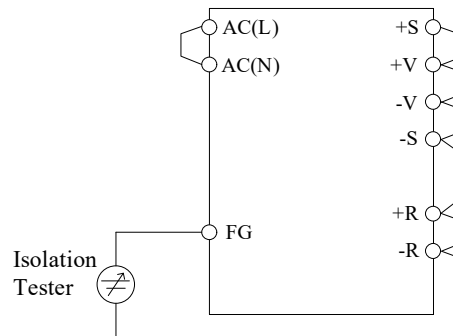 AC(L) +S
AC(N) +V
-V
-S
+R
FG
-R
Isolation
Tester